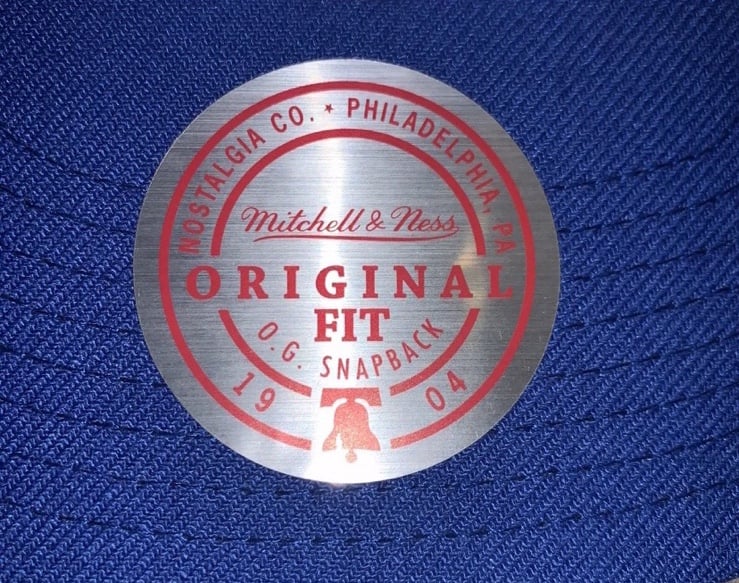 NOSTALGIA CO. ★ PHILADELPHIA, PA
Mitchell & Ness
ORIGINAL
FIT
O.G. SNAPBACK
19 04